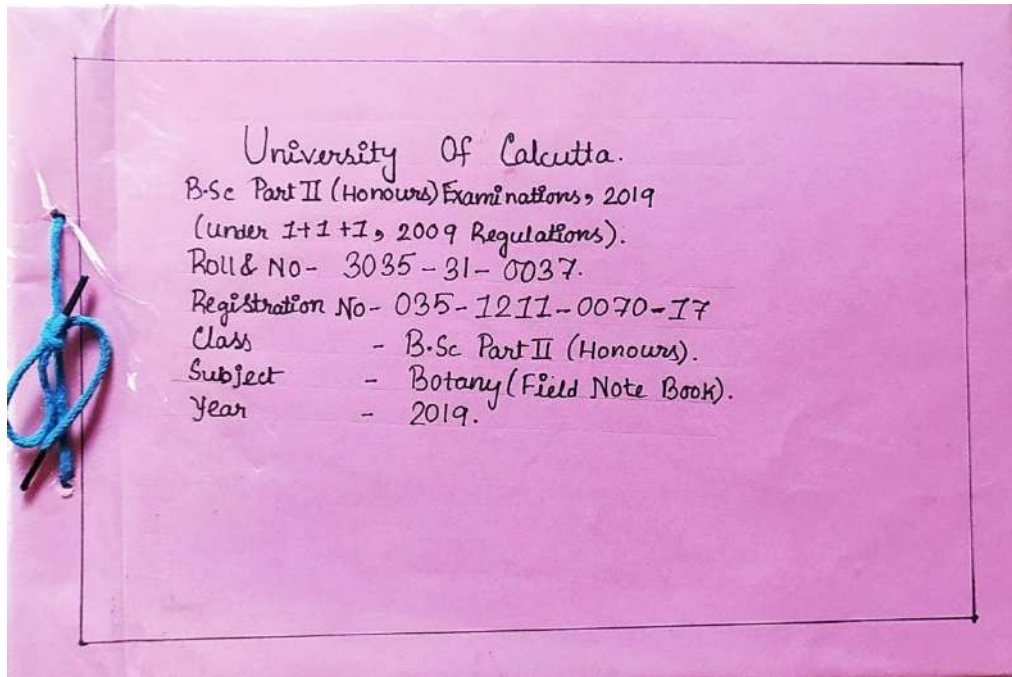 University Of Calcutta.
B.Sc Part II (Honours) Examinations, 2019
(under 1+1+1, 2009 Regulations).
Roll & No- 3035-31-0037.
Registration No- 035-1211-0070-17
Class - B.Sc Part II (Honours).
Subject - Botany (Field Note Book).
Year - 2019.